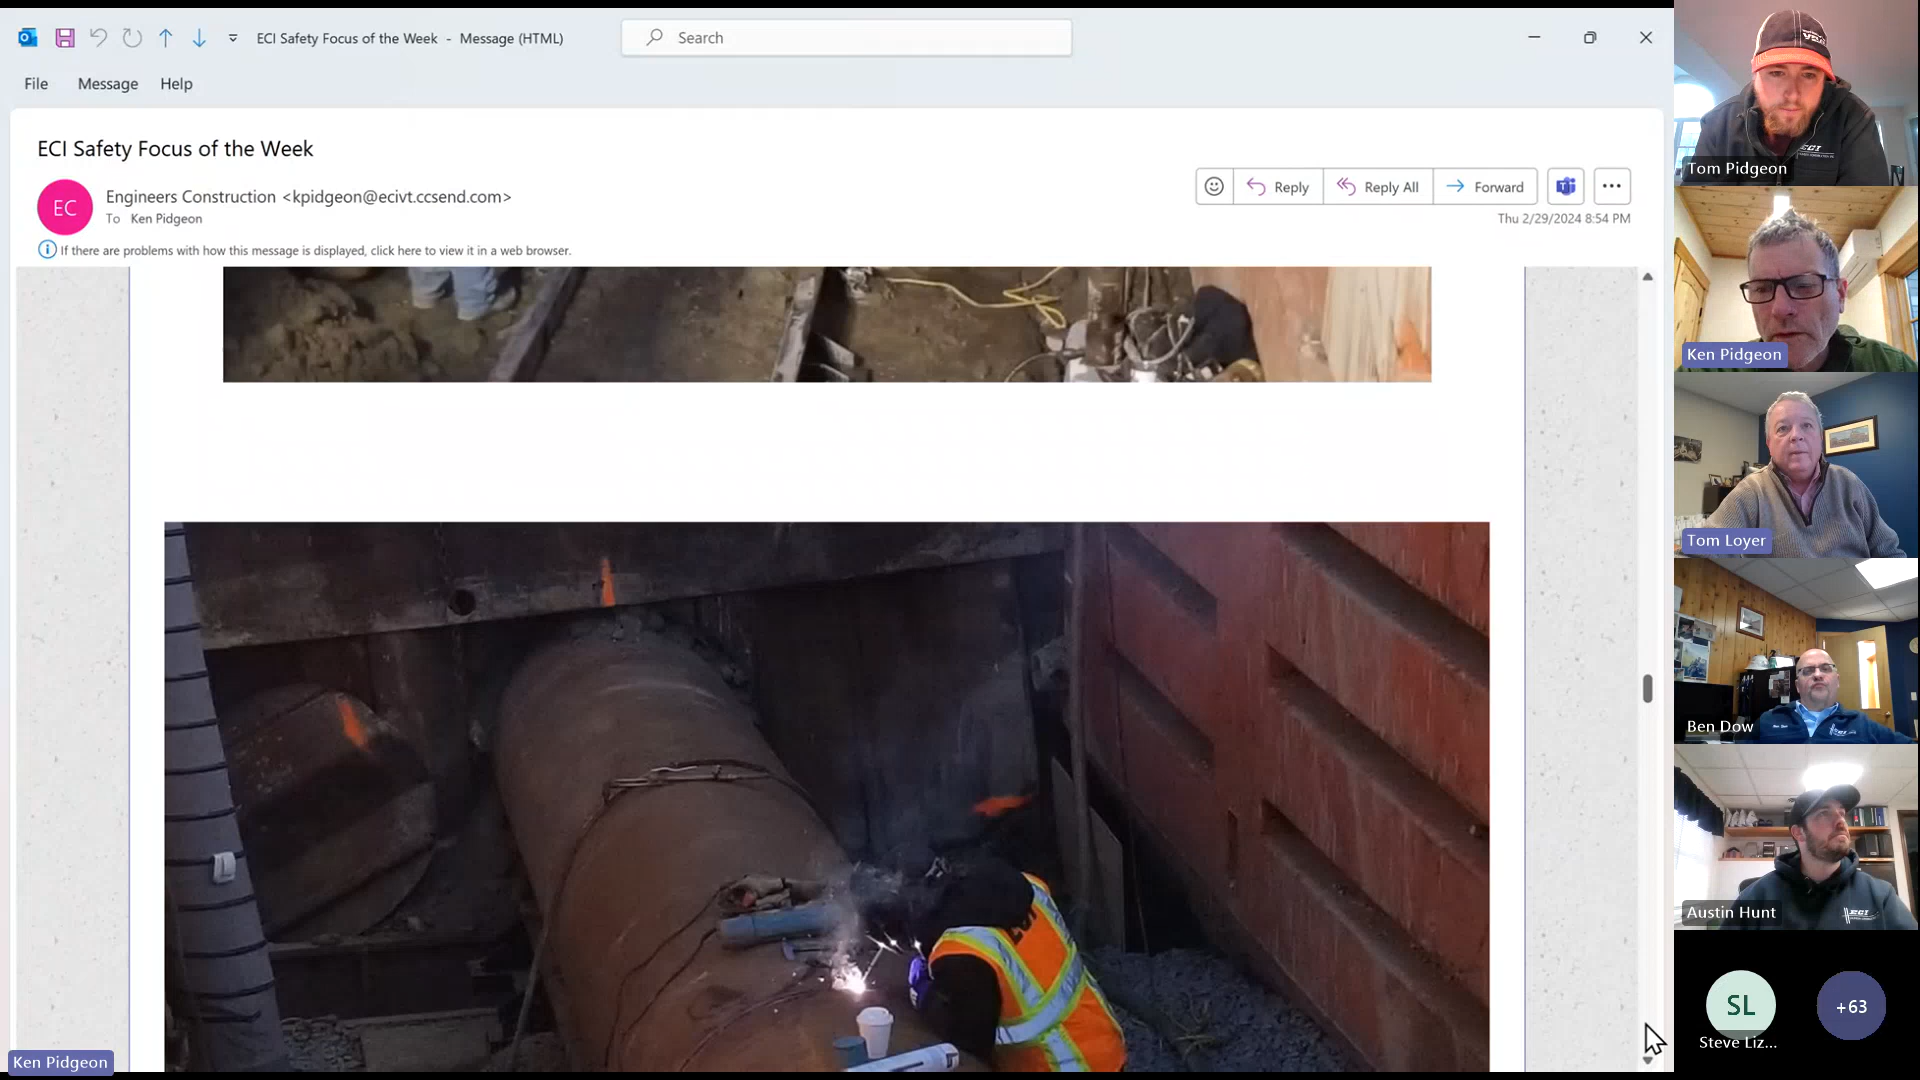 ECI Safety Focus of the Week - Message (HTML)
Search
File
Message
Help
ECI Safety Focus of the Week
EC
Engineers Construction <kpidgeon@ecivt.ccsend.com>
To Ken Pidgeon
Reply
Reply All
Forward
Thu 2/29/2024 8:54 PM
If there are problems with how this message is displayed, click here to view it in a web browser.
Ken Pidgeon
ECI
Tom Pidgeon
Ken Pidgeon
Tom Loyer
Ben Dow
ECI
Austin Hunt
SL
Steve Liz...
+63